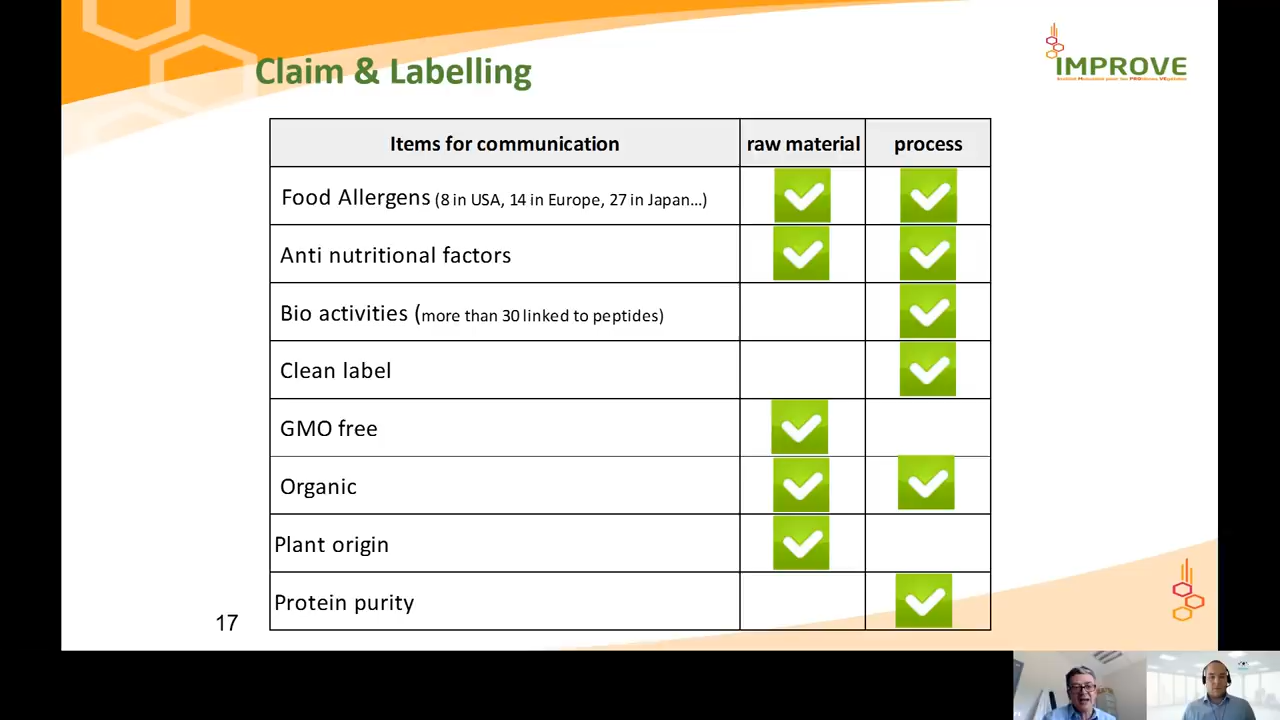 Claim & Labelling
IMPROVE
Items for communication raw material process
Food Allergens (8 in USA, 14 in Europe, 27 in Japan...)
Anti nutritional factors
Bio activities (more than 30 linked to peptides)
Clean label
GMO free
Organic
Plant origin
Protein purity
17